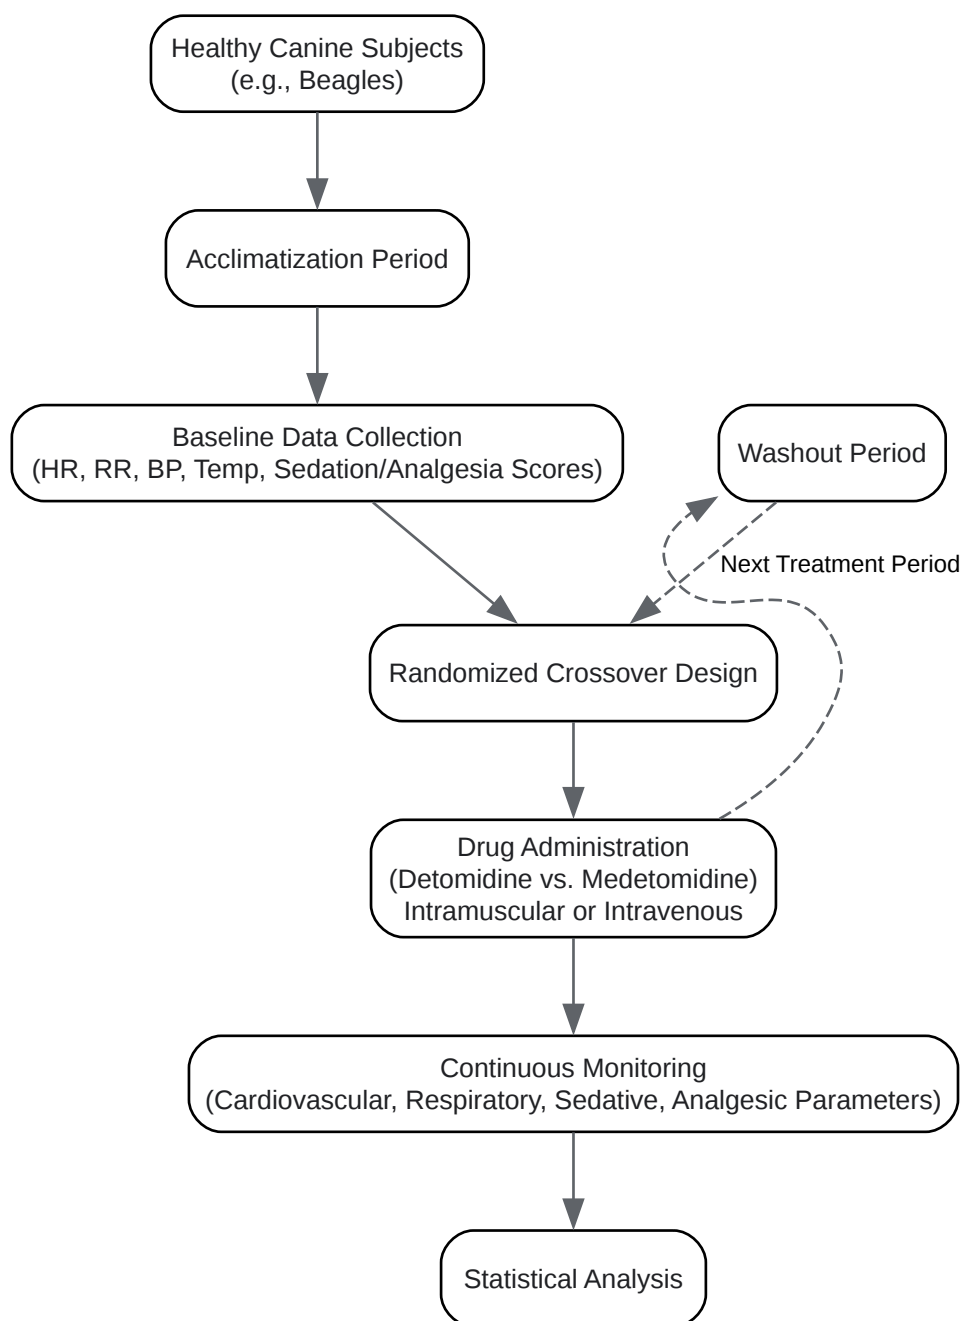 Healthy Canine Subjects
(e.g., Beagles)
Acclimatization Period
Baseline Data Collection
(HR, RR, BP, Temp, Sedation/Analgesia Scores)
Washout Period
Next Treatment Period
Randomized Crossover Design
Drug Administration
(Detomidine vs. Medetomidine)
Intramuscular or Intravenous
Continuous Monitoring
(Cardiovascular, Respiratory, Sedative, Analgesic Parameters)
Statistical Analysis